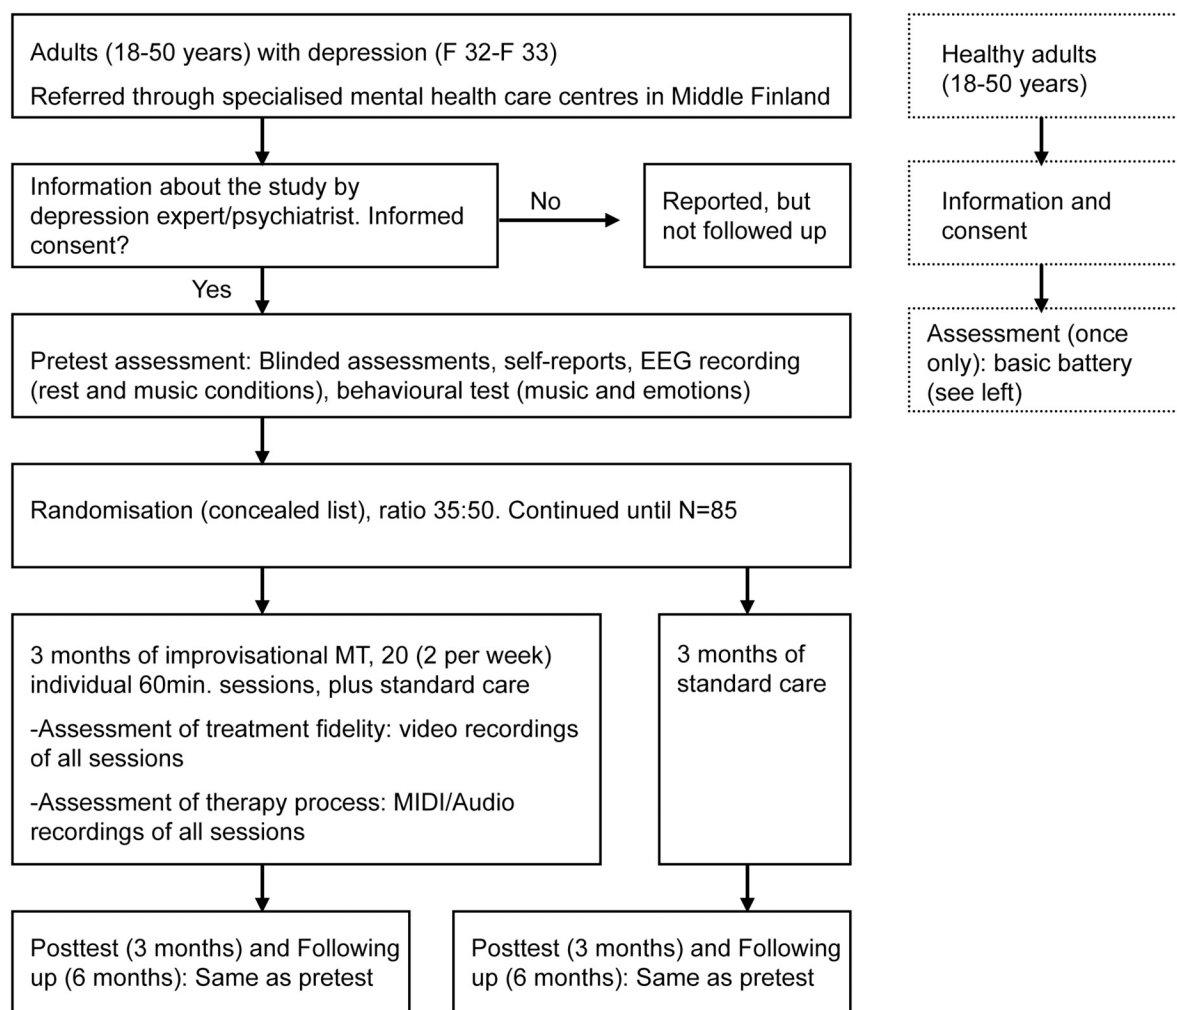 Adults (18-50 years) with depression (F 32-F 33)
Referred through specialised mental health care centres in Middle Finland
Information about the study by
depression expert/psychiatrist. Informed
consent?
No
Reported, but
not followed up
Yes
Pretest assessment: Blinded assessments, self-reports, EEG recording
(rest and music conditions), behavioural test (music and emotions)
Randomisation (concealed list), ratio 35:50. Continued until N=85
3 months of improvisational MT, 20 (2 per week)
individual 60min. sessions, plus standard care
-Assessment of treatment fidelity: video recordings
of all sessions
-Assessment of therapy process: MIDI/Audio
recordings of all sessions
3 months of
standard care
Posttest (3 months) and Following
up (6 months): Same as pretest
Posttest (3 months) and Following
up (6 months): Same as pretest
Healthy adults
(18-50 years)
Information and
consent
Assessment (once
only): basic battery
(see left)